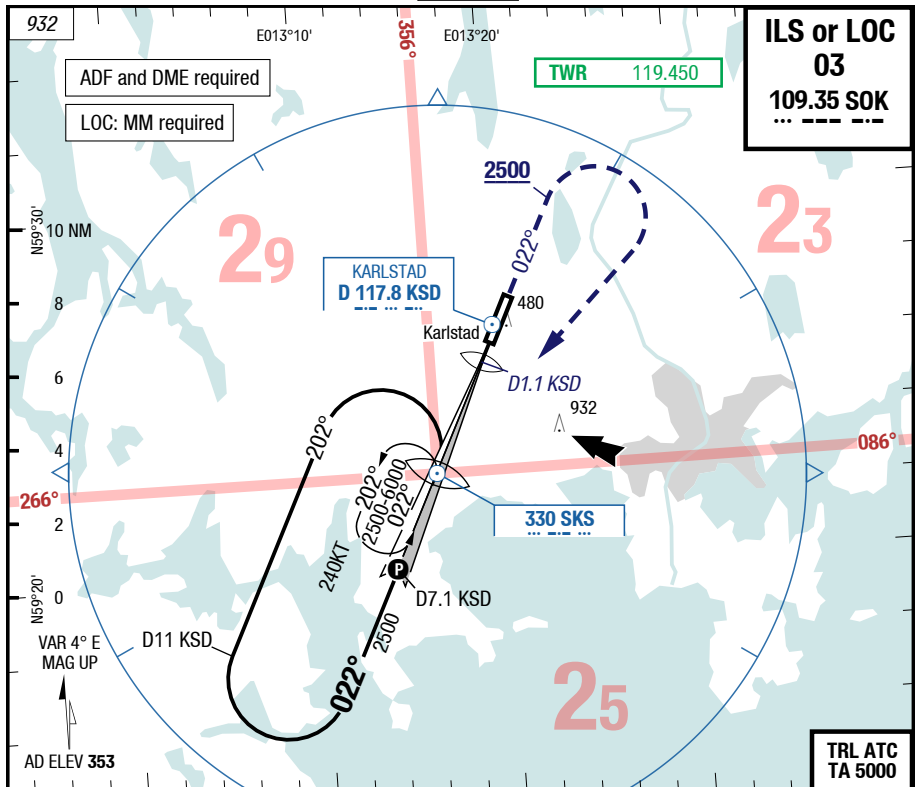 932
E013°10'
356°
E013°20'
ILS or LOC
03
109.35 SOK
ADF and DME required
TWR 119.450
LOC: MM required
2500
N59°30'
10 NM
29
23
022°
KARLSTAD
D 117.8 KSD
8
480
Karlstad
6
D1.1 KSD
202°
932
4
086°
202°
2500-6000
022°
266°
330 SKS
2
240KT
N59°20'
0
D7.1 KSD
VAR 4° E
MAG UP
D11 KSD
2500
022°
25
AD ELEV 353
TRL ATC
TA 5000
P